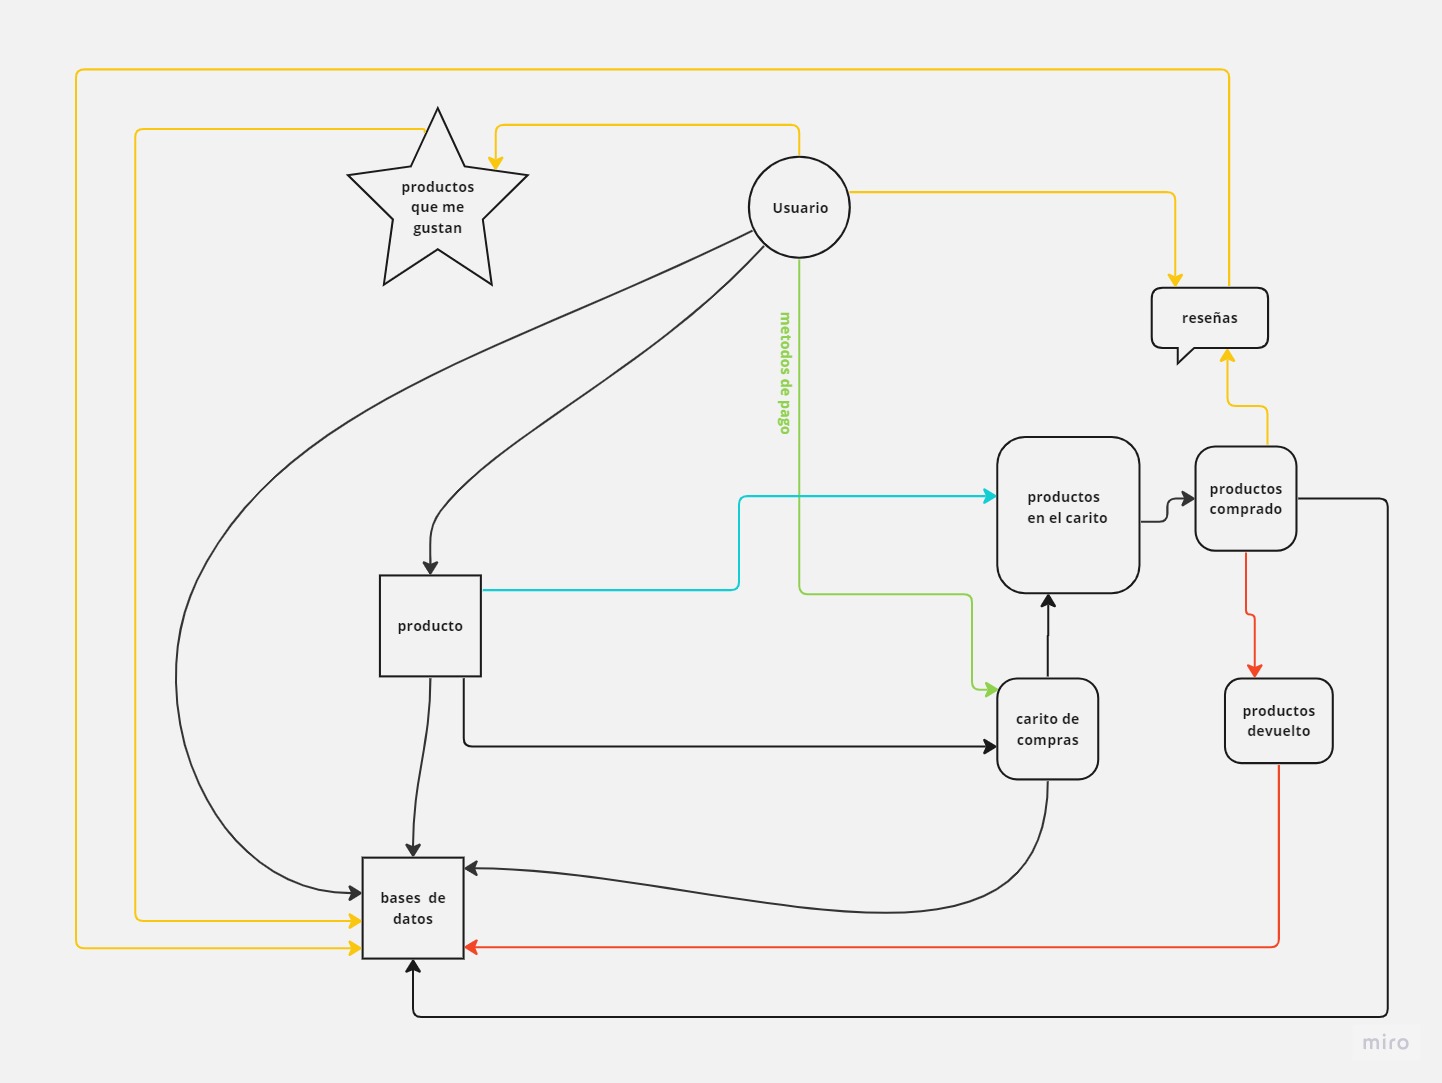 productos
que me
gustan
Usuario
metodos de pago
reseñas
productos
en el carito
productos
comprado
producto
carito de
compras
productos
devuelto
bases de
datos
miro